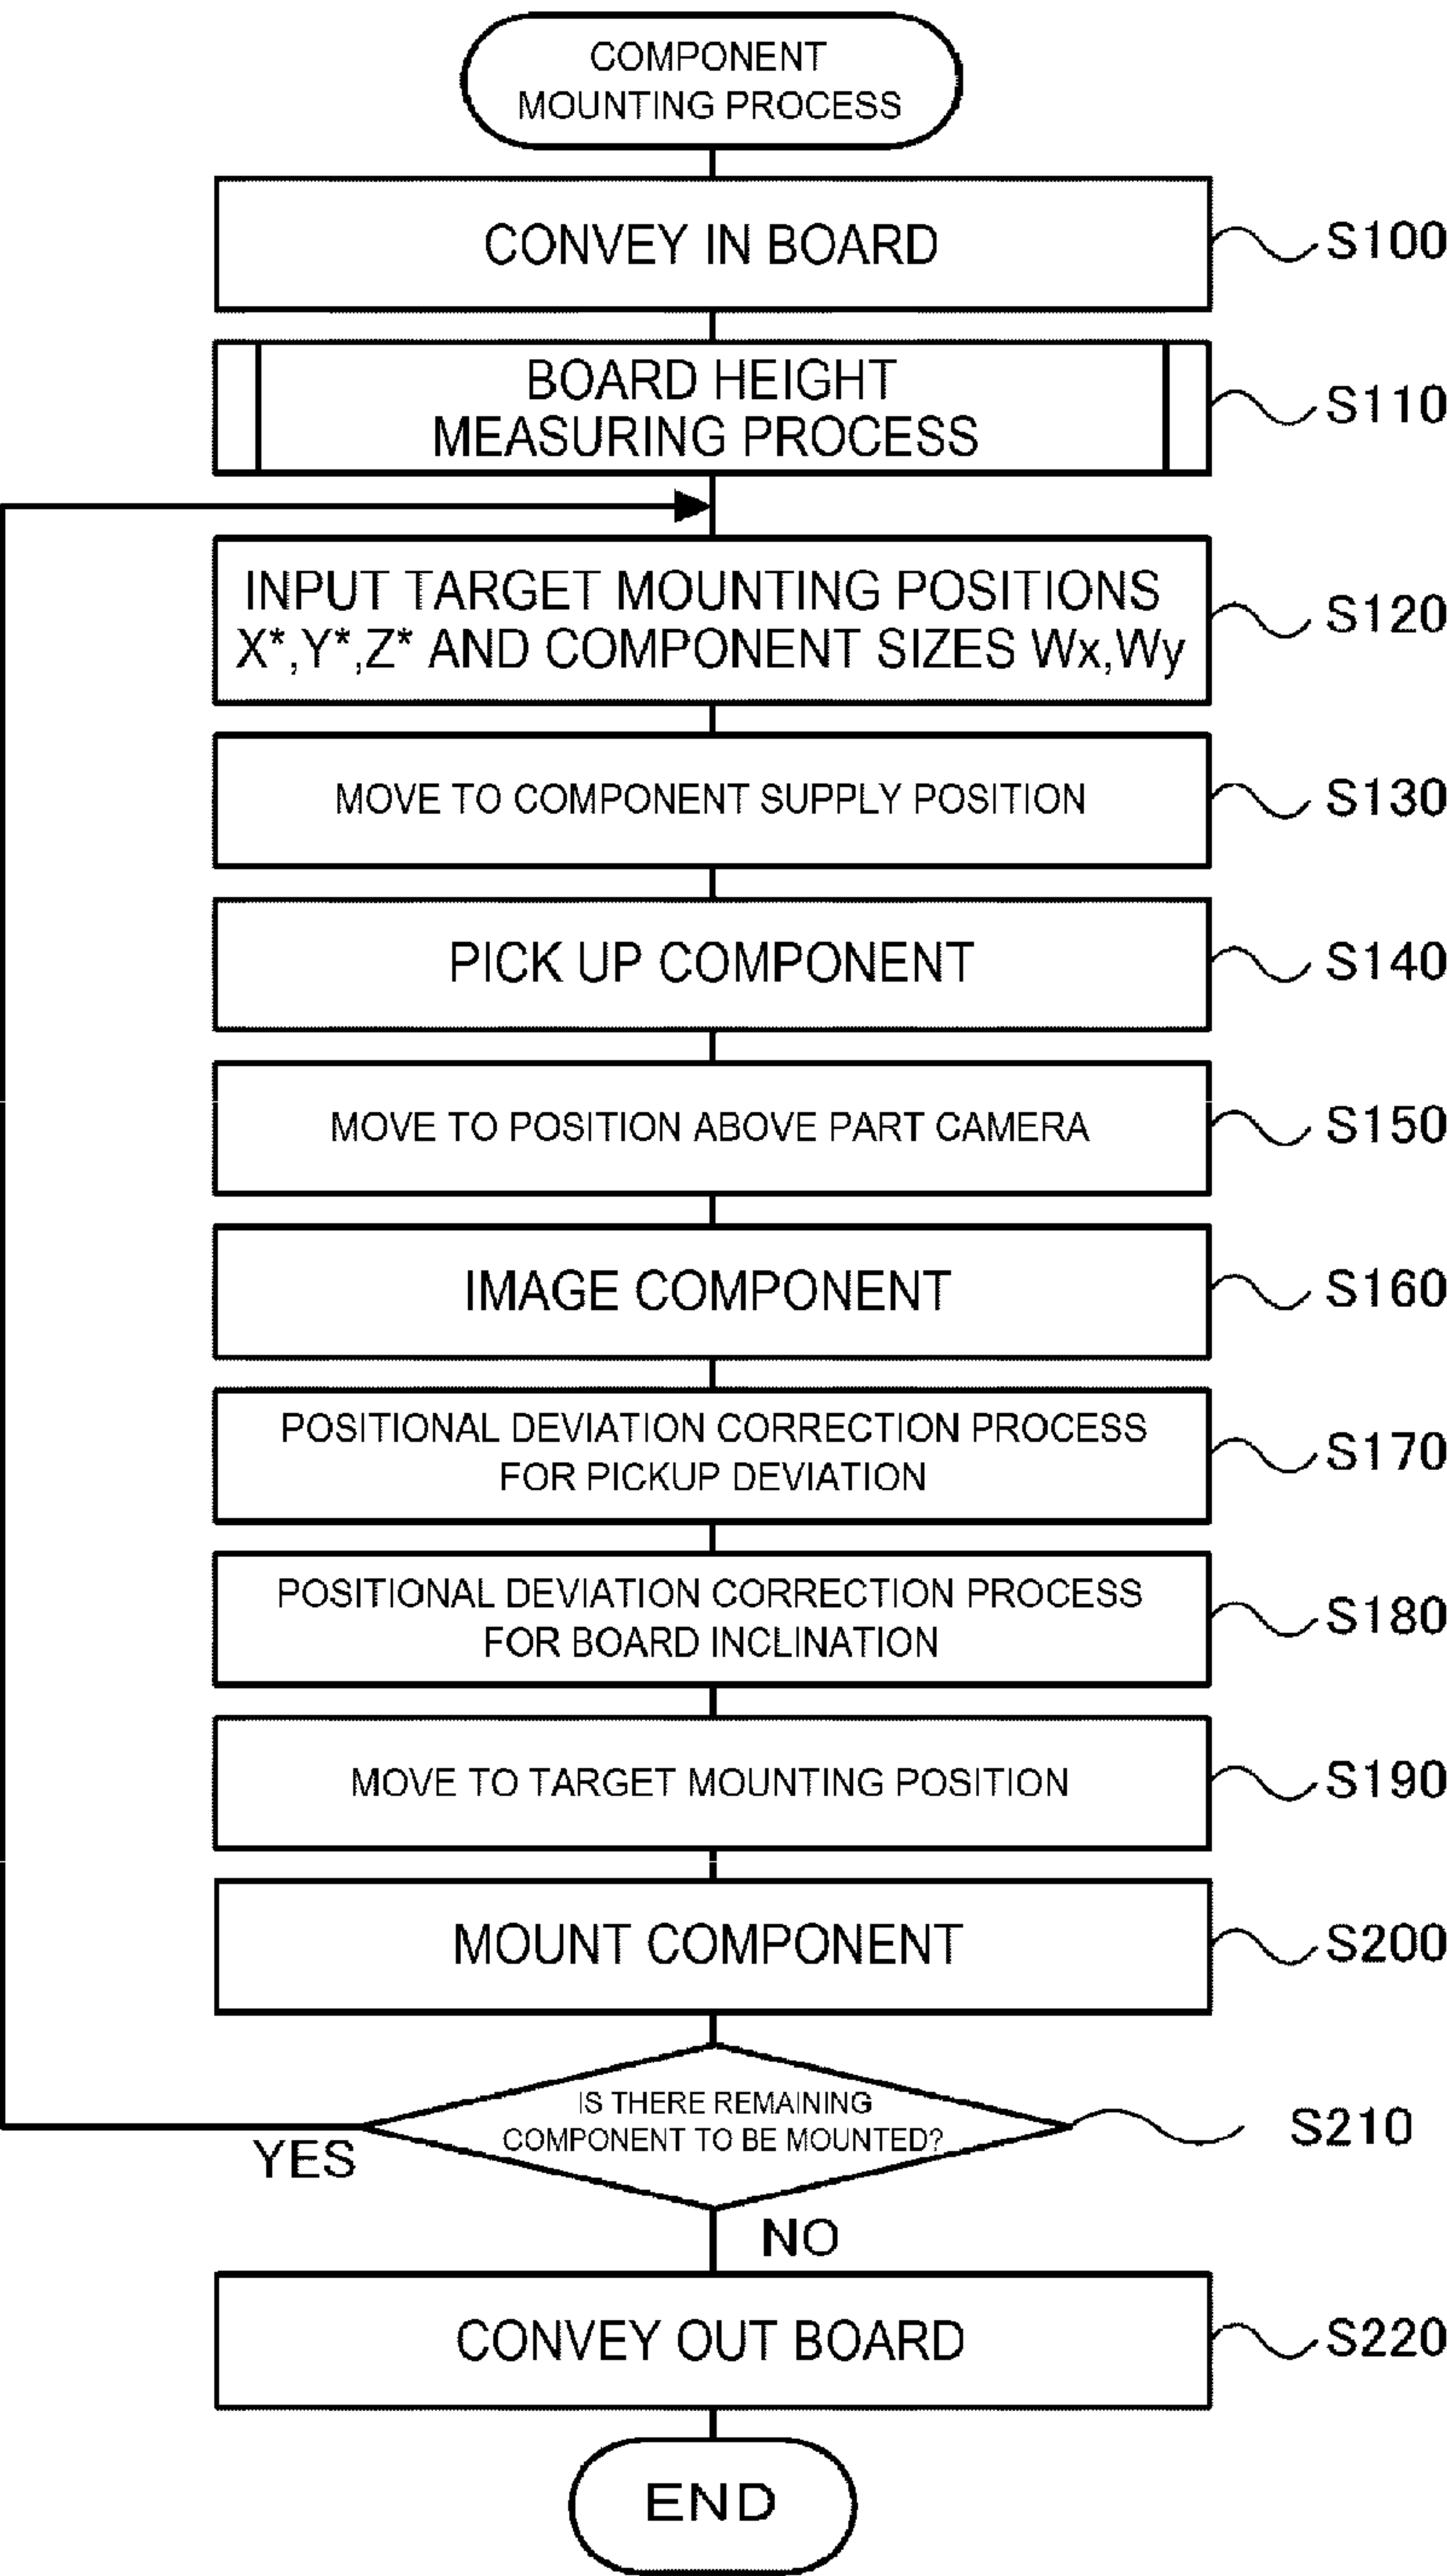 COMPONENT
MOUNTING PROCESS
CONVEY IN BOARD
S100
BOARD HEIGHT
MEASURING PROCESS
S110
INPUT TARGET MOUNTING POSITIONS
X*,Y*,Z* AND COMPONENT SIZES Wx,Wy
S120
MOVE TO COMPONENT SUPPLY POSITION
S130
PICK UP COMPONENT
S140
MOVE TO POSITION ABOVE PART CAMERA
S150
IMAGE COMPONENT
S160
POSITIONAL DEVIATION CORRECTION PROCESS
FOR PICKUP DEVIATION
S170
POSITIONAL DEVIATION CORRECTION PROCESS
FOR BOARD INCLINATION
S180
MOVE TO TARGET MOUNTING POSITION
S190
MOUNT COMPONENT
S200
IS THERE REMAINING
COMPONENT TO BE MOUNTED?
S210
YES
NO
CONVEY OUT BOARD
S220
END